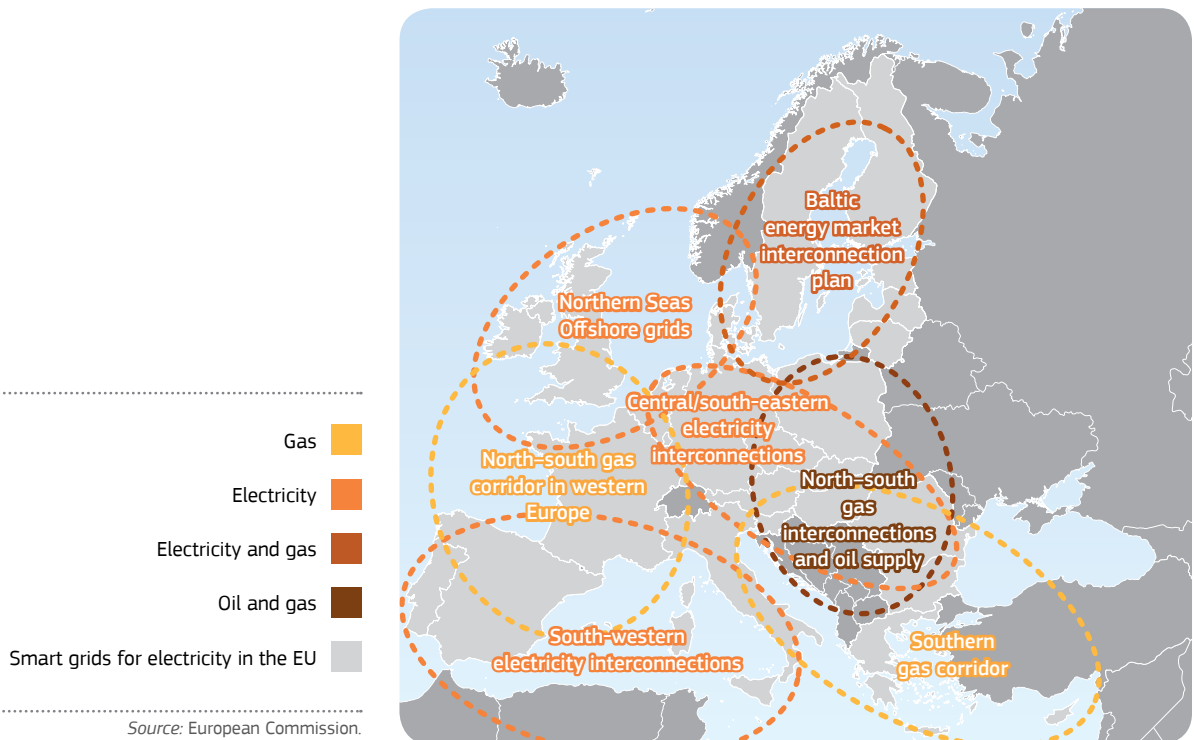 Gas
Electricity
Electricity and gas
Oil and gas
Smart grids for electricity in the EU
Source: European Commission.
Baltic
energy market
interconnection
plan
Northern Seas
Offshore grids
Central/south-eastern
electricity
interconnections
North–south gas
corridor in western
Europe
North–south
gas
interconnections
and oil supply
South-western
electricity interconnections
Southern
gas corridor